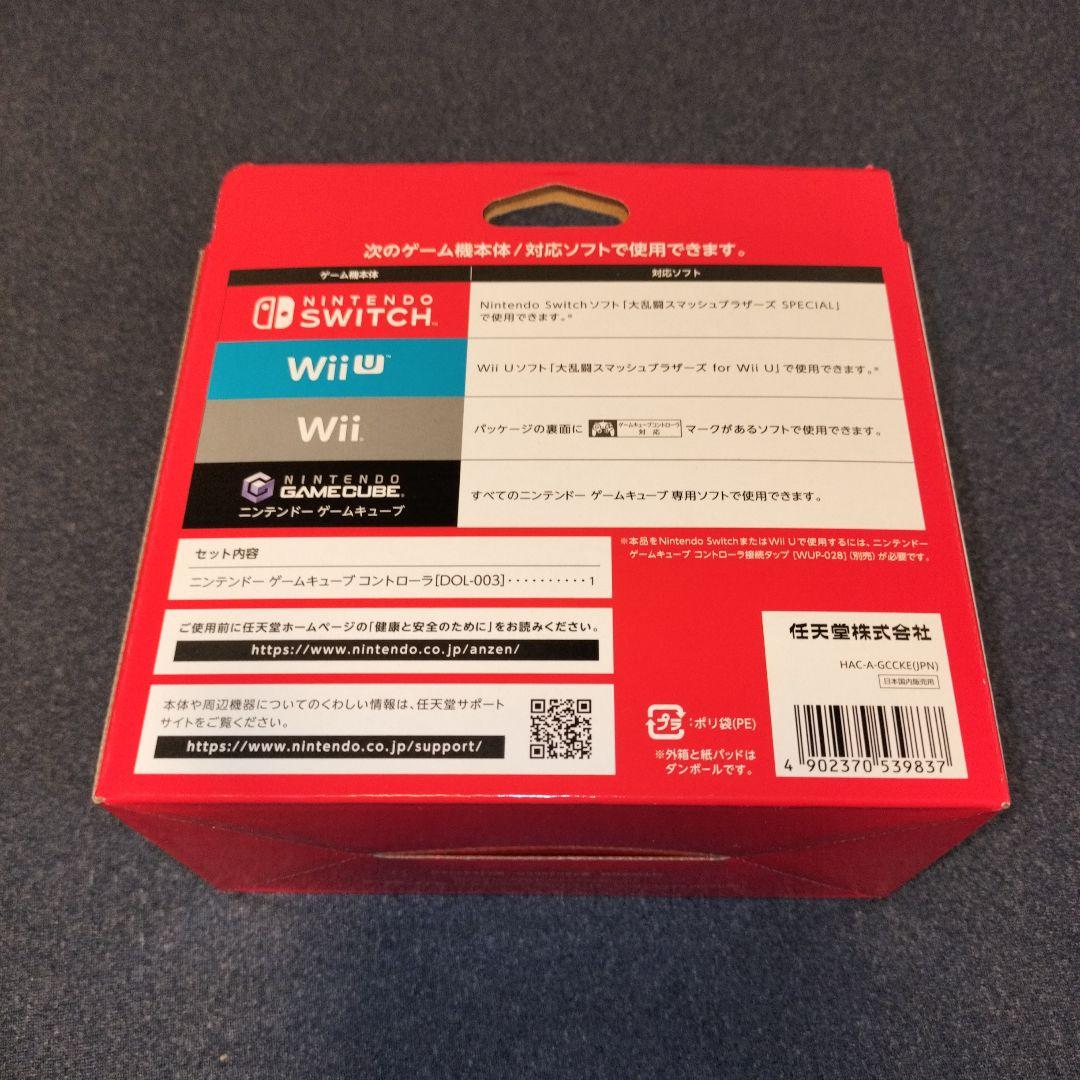 次のゲーム機本体/対応ソフトで使用できます。
ゲーム機本体
対応ソフト
NINTENDO
SWITCH™
Nintendo Switchソフト「大乱闘スマッシュブラザーズ SPECIAL」
で使用できます。※
Wii U™
Wii Uソフト「大乱闘スマッシュブラザーズ for Wii U」で使用できます。※
Wii.
パッケージの裏面に ゲームキューブコントローラ 対応 マークがあるソフトで使用できます。
NINTENDO
GAMECUBE®
ニンテンドー ゲームキューブ
すべてのニンテンドー ゲームキューブ 専用ソフトで使用できます。
※本品をNintendo SwitchまたはWii Uで使用するには、ニンテンドー
ゲームキューブ コントローラ接続タップ [WUP-028] (別売) が必要です。
セット内容
ニンテンドー ゲームキューブ コントローラ[DOL-003]··········1
ご使用前に任天堂ホームページの「健康と安全のために」をお読みください。
https://www.nintendo.co.jp/anzen/
本体や周辺機器についてのくわしい情報は、任天堂サポート
サイトをご覧ください。
https://www.nintendo.co.jp/support/
プラ :ポリ袋(PE)
※外箱と紙パッドは
ダンボールです。
任天堂株式会社
HAC-A-GCCKE(JPN)
日本国内販売用
4 902370 539837